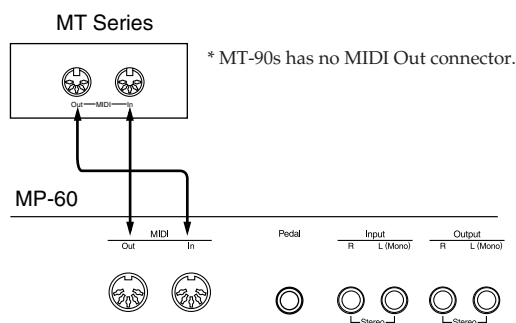 MT Series
* MT-90s has no MIDI Out connector.
Out MIDI In
MP-60
MIDI
Out In
Pedal
Input
R L (Mono)
Stereo
Output
R L (Mono)
Stereo